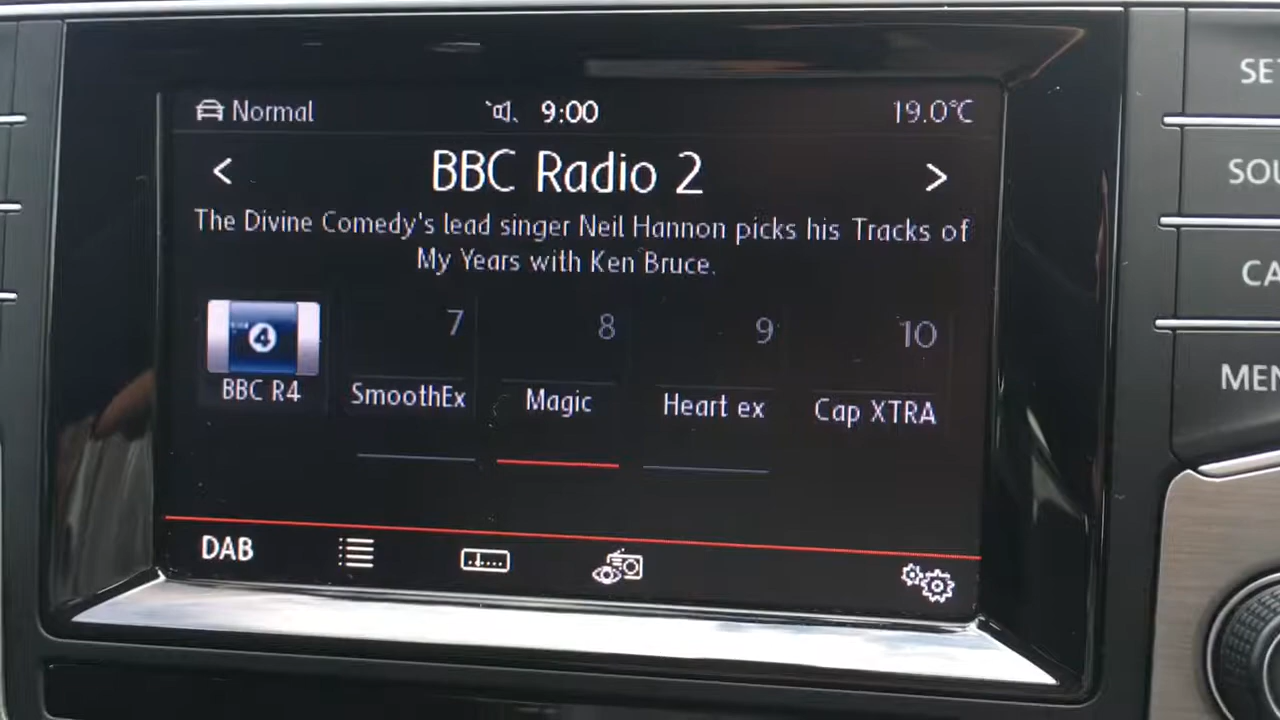 Normal 9:00 19.0°C
< BBC Radio 2 >
The Divine Comedy's lead singer Neil Hannon picks his Tracks of
My Years with Ken Bruce.
4 7 8 9 10
BBC R4 SmoothEx Magic Heart ex Cap XTRA
DAB
SE
SOU
CA
MEN